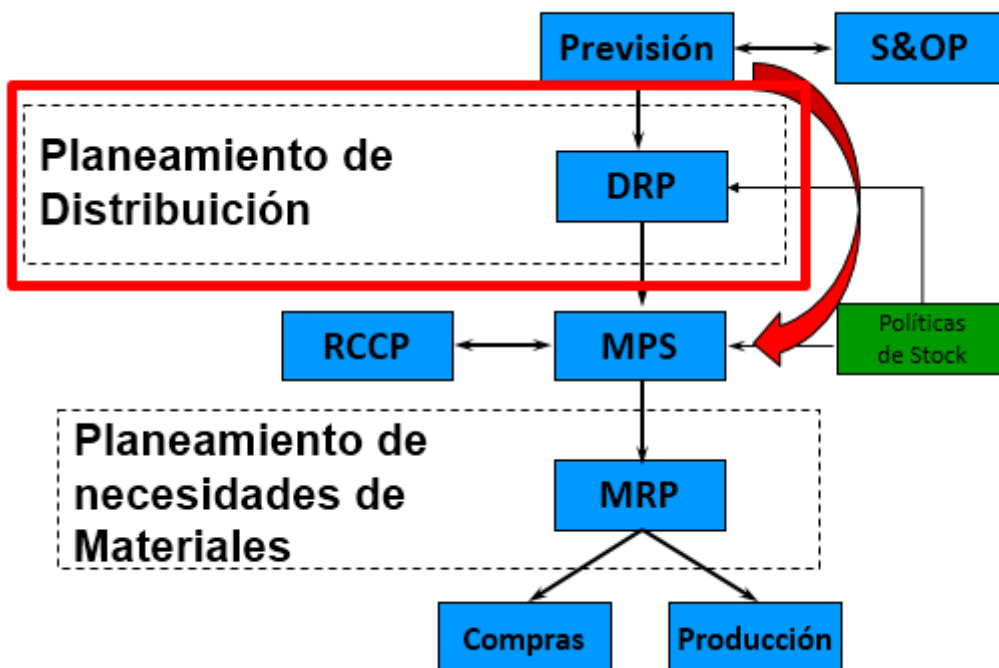 Previsión
S&OP
Planeamiento de
Distribuición
DRP
RCCP
MPS
Políticas
de Stock
Planeamiento de
necesidades de
Materiales
MRP
Compras
Producción